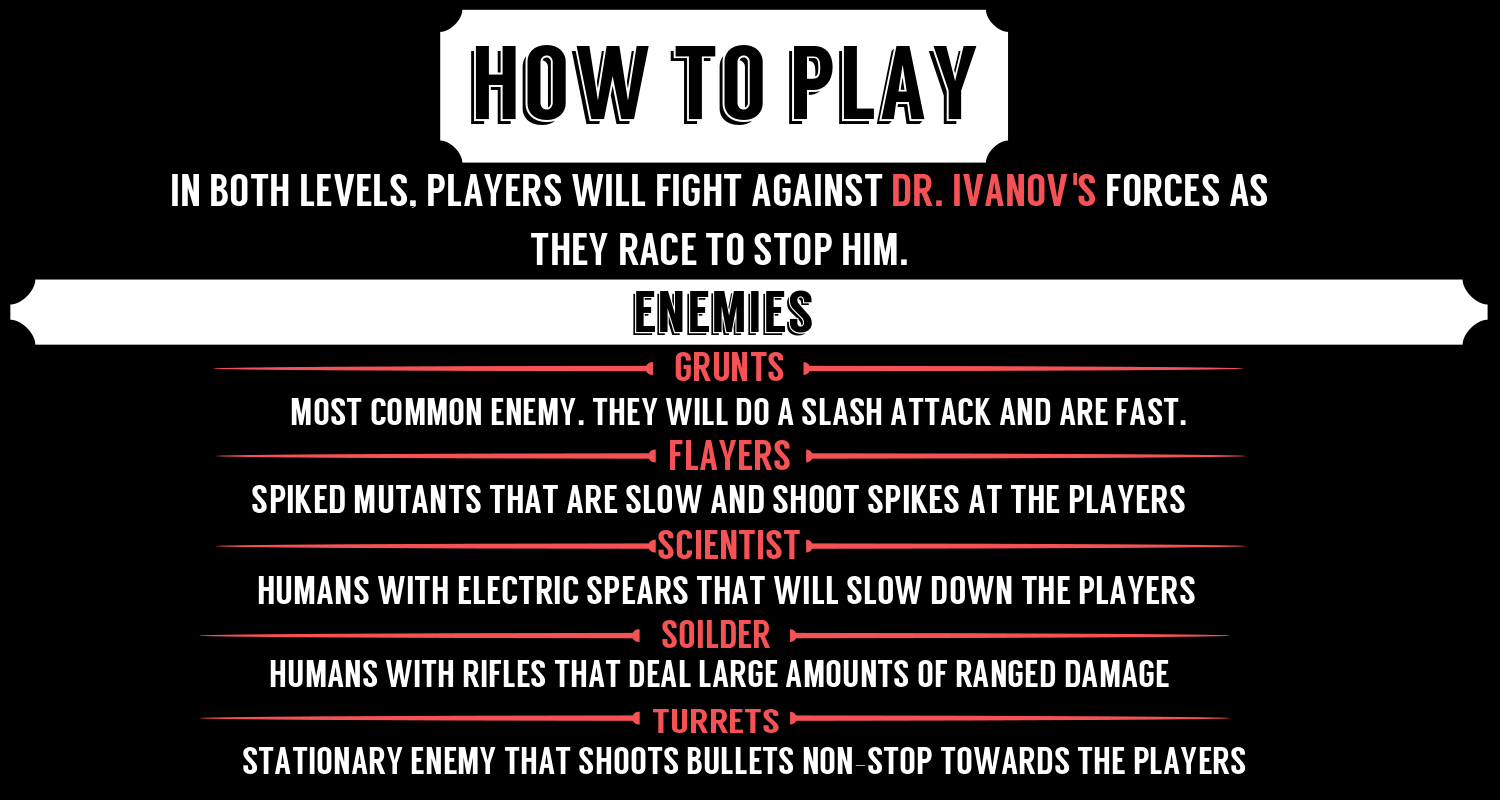 HOW TO PLAY
IN BOTH LEVELS, PLAYERS WILL FIGHT AGAINST DR. IVANOV'S FORCES AS
THEY RACE TO STOP HIM.
ENEMIES
GRUNTS
MOST COMMON ENEMY. THEY WILL DO A SLASH ATTACK AND ARE FAST.
FLAYERS
SPIKED MUTANTS THAT ARE SLOW AND SHOOT SPIKES AT THE PLAYERS
SCIENTIST
HUMANS WITH ELECTRIC SPEARS THAT WILL SLOW DOWN THE PLAYERS
SOILDER
HUMANS WITH RIFLES THAT DEAL LARGE AMOUNTS OF RANGED DAMAGE
TURRETS
STATIONARY ENEMY THAT SHOOTS BULLETS NON-STOP TOWARDS THE PLAYERS